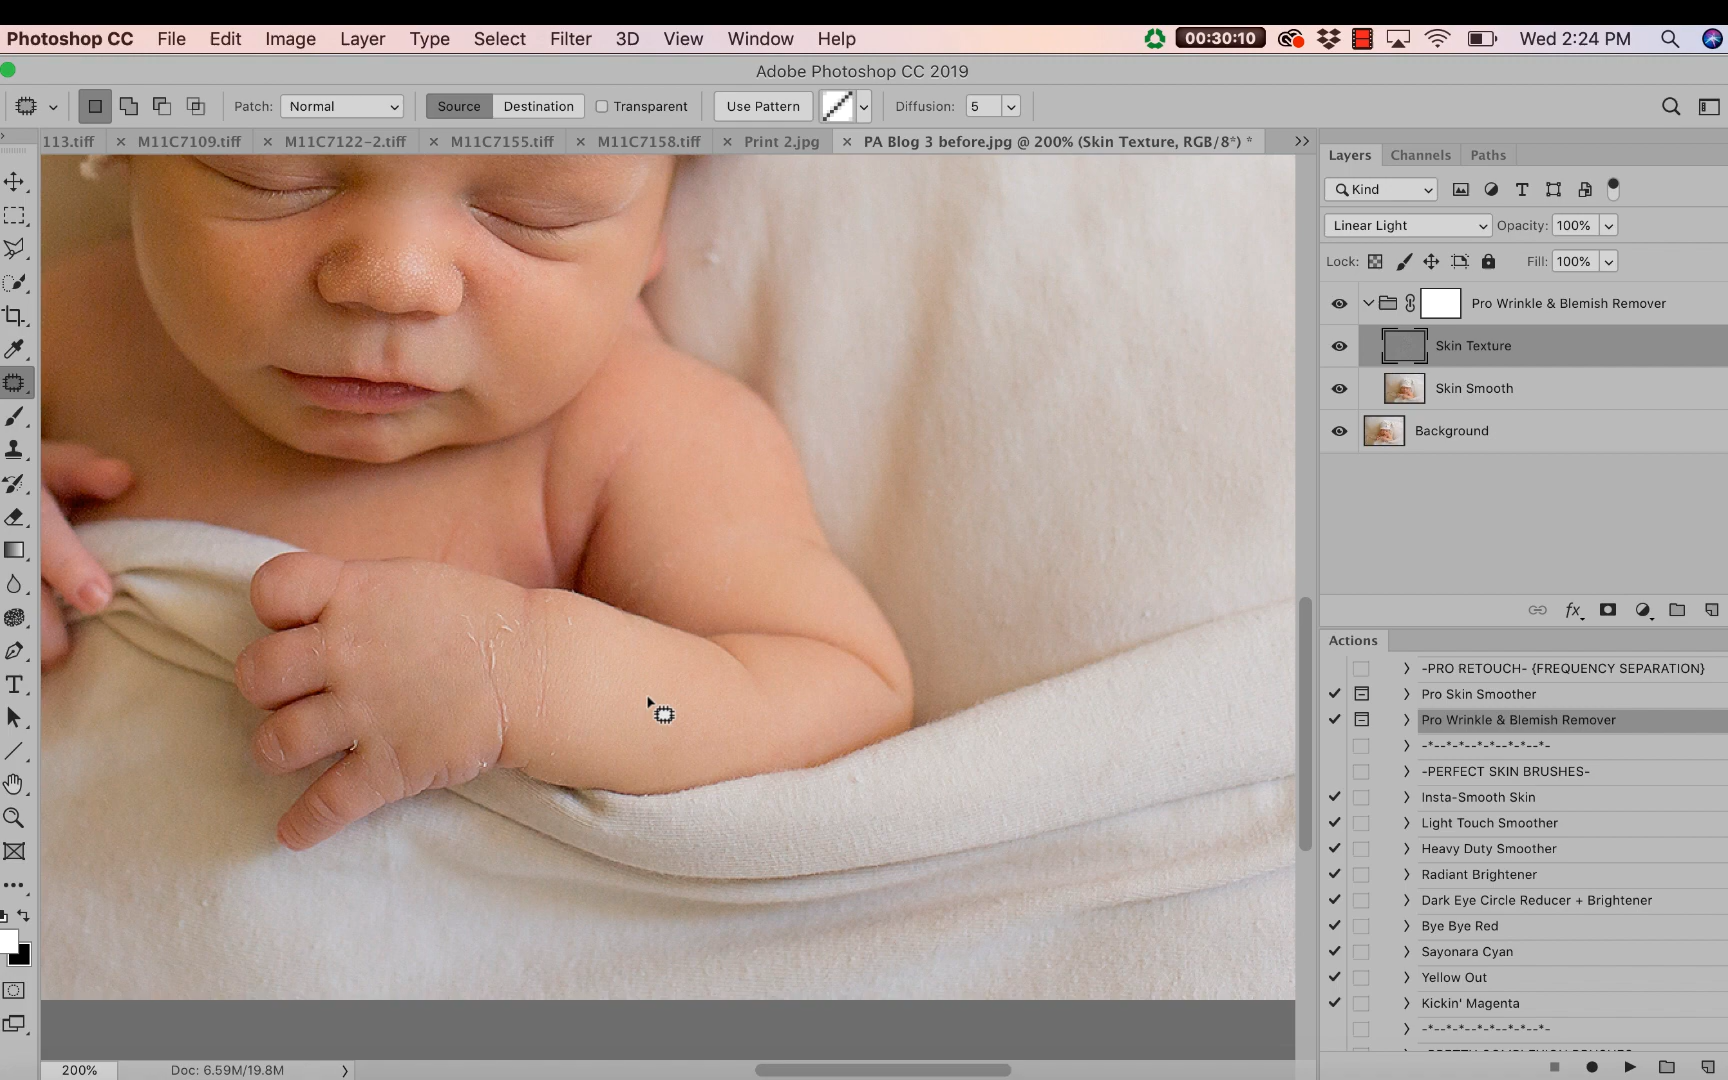 Photoshop CC File Edit Image Layer Type Select Filter 3D View Window Help 00:30:10 Wed 2:24 PM
Adobe Photoshop CC 2019
Patch: Normal Source Destination Transparent Use Pattern Diffusion: 5
113.tiff × M11C7109.tiff × M11C7122-2.tiff × M11C7155.tiff × M11C7158.tiff × Print 2.jpg × PA Blog 3 before.jpg @ 200% (Skin Texture, RGB/8*) * >>
Layers Channels Paths
Kind
Linear Light Opacity: 100%
Lock: Fill: 100%
Pro Wrinkle & Blemish Remover
Skin Texture
Skin Smooth
Background
fx
Actions
-PRO RETOUCH- {FREQUENCY SEPARATION}
Pro Skin Smoother
Pro Wrinkle & Blemish Remover
-*--*-*--*-*--*-*--*-
-PERFECT SKIN BRUSHES-
Insta-Smooth Skin
Light Touch Smoother
Heavy Duty Smoother
Radiant Brightener
Dark Eye Circle Reducer + Brightener
Bye Bye Red
Sayonara Cyan
Yellow Out
Kickin' Magenta
-*--*-*--*-*--*-*--*-
200% Doc: 6.59M/19.8M